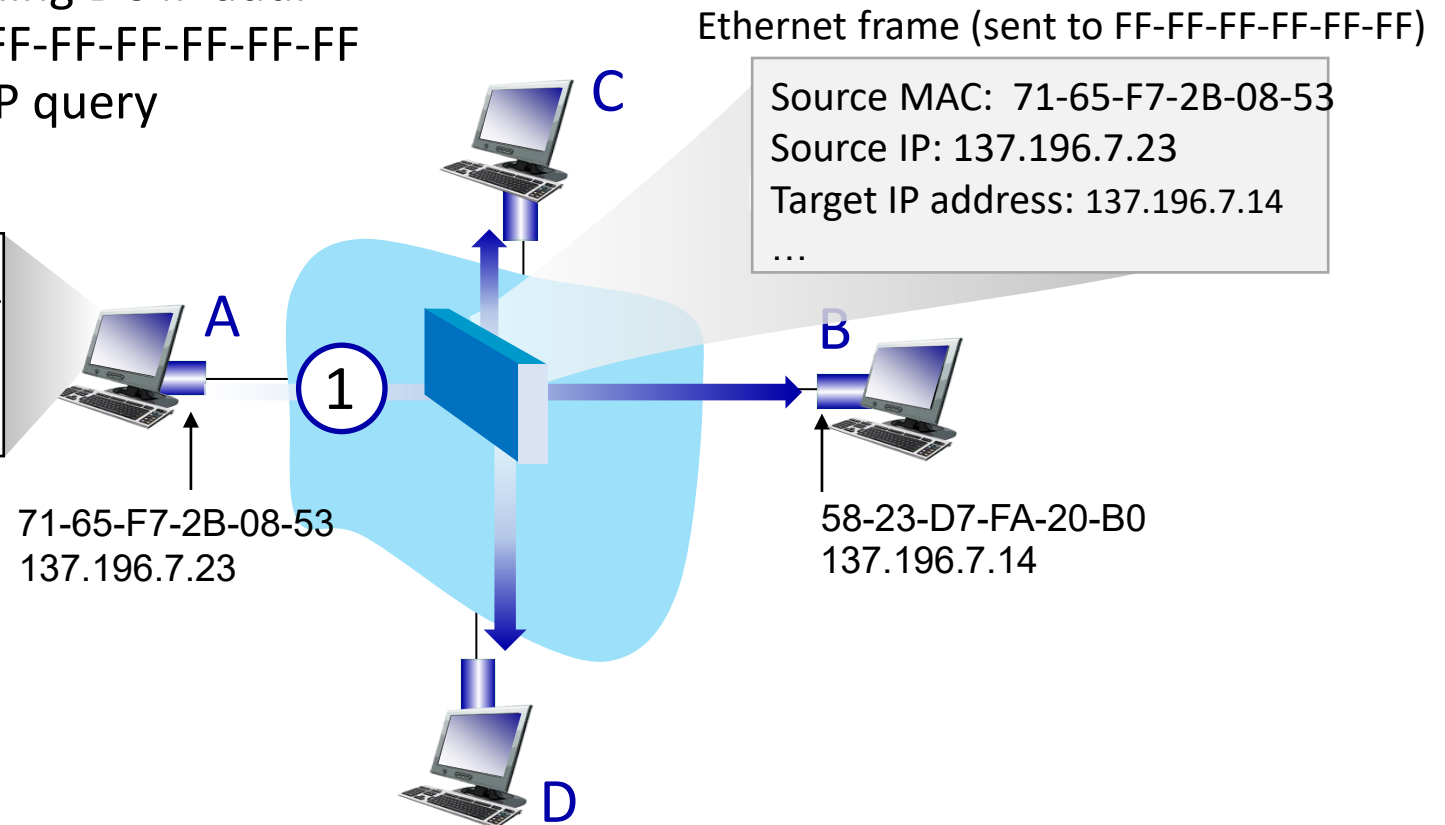 FF-FF-FF-FF-FF-FF
P query
Ethernet frame (sent to FF-FF-FF-FF-FF-FF)
Source MAC: 71-65-F7-2B-08-53
Source IP: 137.196.7.23
Target IP address: 137.196.7.14
…
C
A
B
1
71-65-F7-2B-08-53
137.196.7.23
58-23-D7-FA-20-B0
137.196.7.14
D